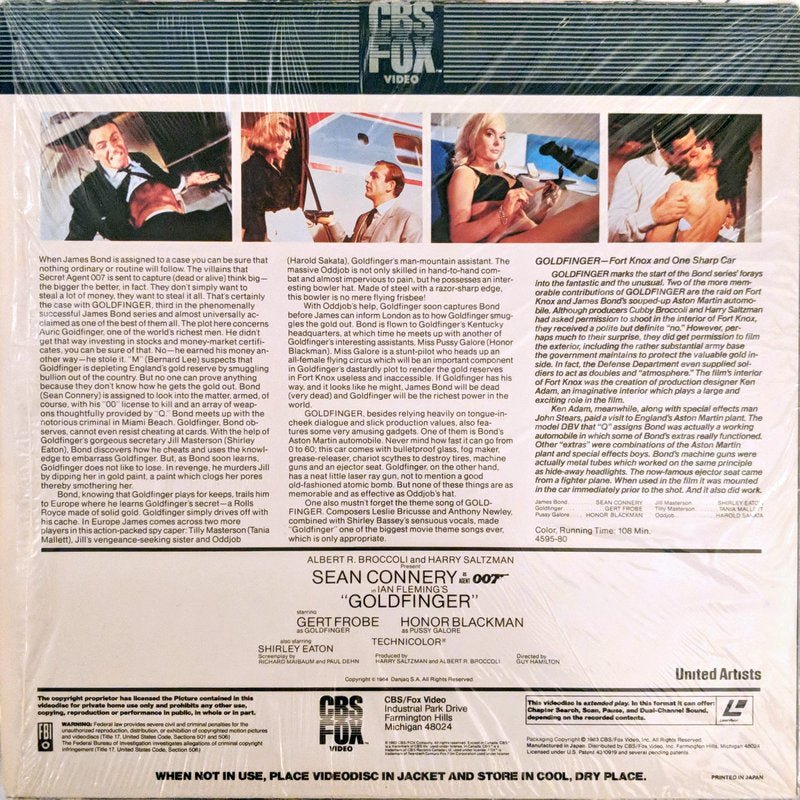 CBS
FOX
VIDEO
When James Bond is assigned to a case you can be sure that
nothing ordinary or routine will follow. The villains that
Secret Agent 007 is sent to capture (dead or alive) think big—
the bigger the better, in fact. They don't simply want to
steal a lot of money, they want to steal it all. That's certainly
the case with GOLDFINGER, third in the phenomenally
successful James Bond series and almost universally ac-
claimed as one of the best of them all. The plot here concerns
Auric Goldfinger, one of the world's richest men. He didn't
get that way investing in stocks and money-market certifi-
cates, you can be sure of that. No—he earned his money an-
other way—he stole it. "M" (Bernard Lee) suspects that
Goldfinger is depleting England's gold reserve by smuggling
bullion out of the country. But no one can prove anything
because they don't know how he gets the gold out. Bond
(Sean Connery) is assigned to look into the matter, armed, of
course, with his "00" license to kill and an array of weap-
ons thoughtfully provided by "Q." Bond meets up with the
notorious criminal in Miami Beach. Goldfinger, Bond ob-
serves, cannot even resist cheating at cards. With the help of
Goldfinger's gorgeous secretary Jill Masterson (Shirley
Eaton), Bond discovers how he cheats and uses the know-
ledge to embarrass Goldfinger. But, as Bond soon learns,
Goldfinger does not like to lose. In revenge, he murders Jill
by dipping her in gold paint, a paint which clogs her pores
thereby smothering her.
Bond, knowing that Goldfinger plays for keeps, trails him
to Europe where he learns Goldfinger's secret—a Rolls
Royce made of solid gold. Goldfinger simply drives off with
his cache. In Europe James comes across two more
players in this action-packed spy caper: Tilly Masterson (Tania
Mallett), Jill's vengeance-seeking sister and Oddjob
(Harold Sakata), Goldfinger's man-mountain assistant. The
massive Oddjob is not only skilled in hand-to-hand com-
bat and almost impervious to pain, but he possesses an inter-
esting bowler hat. Made of steel with a razor-sharp edge,
this bowler is no mere flying frisbee!
With Oddjob's help, Goldfinger soon captures Bond
before James can inform London as to how Goldfinger smug-
gles the gold out. Bond is flown to Goldfinger's Kentucky
headquarters, at which time he meets up with another of
Goldfinger's interesting assistants, Miss Pussy Galore (Honor
Blackman). Miss Galore is a stunt-pilot who heads up an
all-female flying circus which will be an important component
in Goldfinger's dastardly plot to render the gold reserves
in Fort Knox useless and inaccessible. If Goldfinger has his
way, and it looks like he might, James Bond will be dead
(very dead) and Goldfinger will be the richest power in the
world.
GOLDFINGER, besides relying heavily on tongue-in-
cheek dialogue and slick production values, also fea-
tures some very amusing gadgets. One of them is Bond's
Aston Martin automobile. Never mind how fast it can go from
0 to 60; this car comes with bulletproof glass, fog maker,
grease-releaser, chariot scythes to destroy tires, machine
guns and an ejector seat. Goldfinger, on the other hand,
has a neat little laser ray gun, not to mention a good
old-fashioned atomic bomb. But none of these things are as
memorable and as effective as Oddjob's hat.
One also musn't forget the theme song of GOLD-
FINGER. Composers Leslie Bricusse and Anthony Newley,
combined with Shirley Bassey's sensuous vocals, made
"Goldfinger" one of the biggest movie theme songs ever,
which is only appropriate.
GOLDFINGER—Fort Knox and One Sharp Car
GOLDFINGER marks the start of the Bond series' forays
into the fantastic and the unusual. Two of the more mem-
orable contributions of GOLDFINGER are the raid on Fort
Knox and James Bond's souped-up Aston Martin automo-
bile. Although producers Cubby Broccoli and Harry Saltzman
had asked permission to shoot in the interior of Fort Knox,
they received a polite but definite "no." However, per-
haps much to their surprise, they did get permission to film
the exterior, including the rather substantial army base
the government maintains to protect the valuable gold in-
side. In fact, the Defense Department even supplied sol-
diers to act as doubles and "atmosphere." The film's interior
of Fort Knox was the creation of production designer Ken
Adam, an imaginative interior which plays a large and
exciting role in the film.
Ken Adam, meanwhile, along with special effects man
John Stears, paid a visit to England's Aston Martin plant. The
model DBV that "Q" assigns Bond was actually a working
automobile in which some of Bond's extras really functioned.
Other "extras" were combinations of the Aston Martin
plant and special effects boys. Bond's machine guns were
actually metal tubes which worked on the same principle
as hide-away headlights. The now-famous ejector seat came
from a fighter plane. When used in the film it was mounted
in the car immediately prior to the shot. And it also did work.
James Bond SEAN CONNERY Tilly Masterson SHIRLEY EATON
Goldfinger GERT FROBE Tilly Masterson TANIA MALLETT
Pussy Galore HONOR BLACKMAN Oddjob HAROLD SAKATA
Color, Running Time: 108 Min.
4595-80
ALBERT R. BROCCOLI and HARRY SALTZMAN
Present
SEAN CONNERY AS AGENT 007
in IAN FLEMING'S
"GOLDFINGER"
starring
GERT FROBE HONOR BLACKMAN
as GOLDFINGER as PUSSY GALORE
also starring TECHNICOLOR®
SHIRLEY EATON
Screenplay by Produced by Directed by
RICHARD MAIBAUM and PAUL DEHN HARRY SALTZMAN and ALBERT R. BROCCOLI GUY HAMILTON
Copyright © 1964 Danjaq S.A. All Rights Reserved.
United Artists
The copyright proprietor has licensed the Picture contained in this
videodisc for private home use only and prohibits any other use,
copying, reproduction or performance in public, in whole or in part.
FBI
WARNING: Federal law provides severe civil and criminal penalties for the
unauthorized reproduction, distribution, or exhibition of copyrighted motion pictures
and videodiscs (Title 17, United States Code, Sections 501 and 506)
The Federal Bureau of Investigation investigates allegations of criminal copyright
infringement (Title 17, United States Code, Section 506)
CBS
FOX
VIDEO
CBS/Fox Video
Industrial Park Drive
Farmington Hills
Michigan 48024
This videodisc is extended play. In this format it can offer:
Chapter Search, Scan, Pause, and Dual-Channel Sound,
depending on the recorded contents.
Packaging Copyright © 1983 CBS/Fox Video, Inc. All Rights Reserved.
Manufactured in Japan. Distributed by CBS/Fox Video, Inc. Farmington Hills, Michigan 48024
WHEN NOT IN USE, PLACE VIDEODISC IN JACKET AND STORE IN COOL, DRY PLACE.
PRINTED IN JAPAN